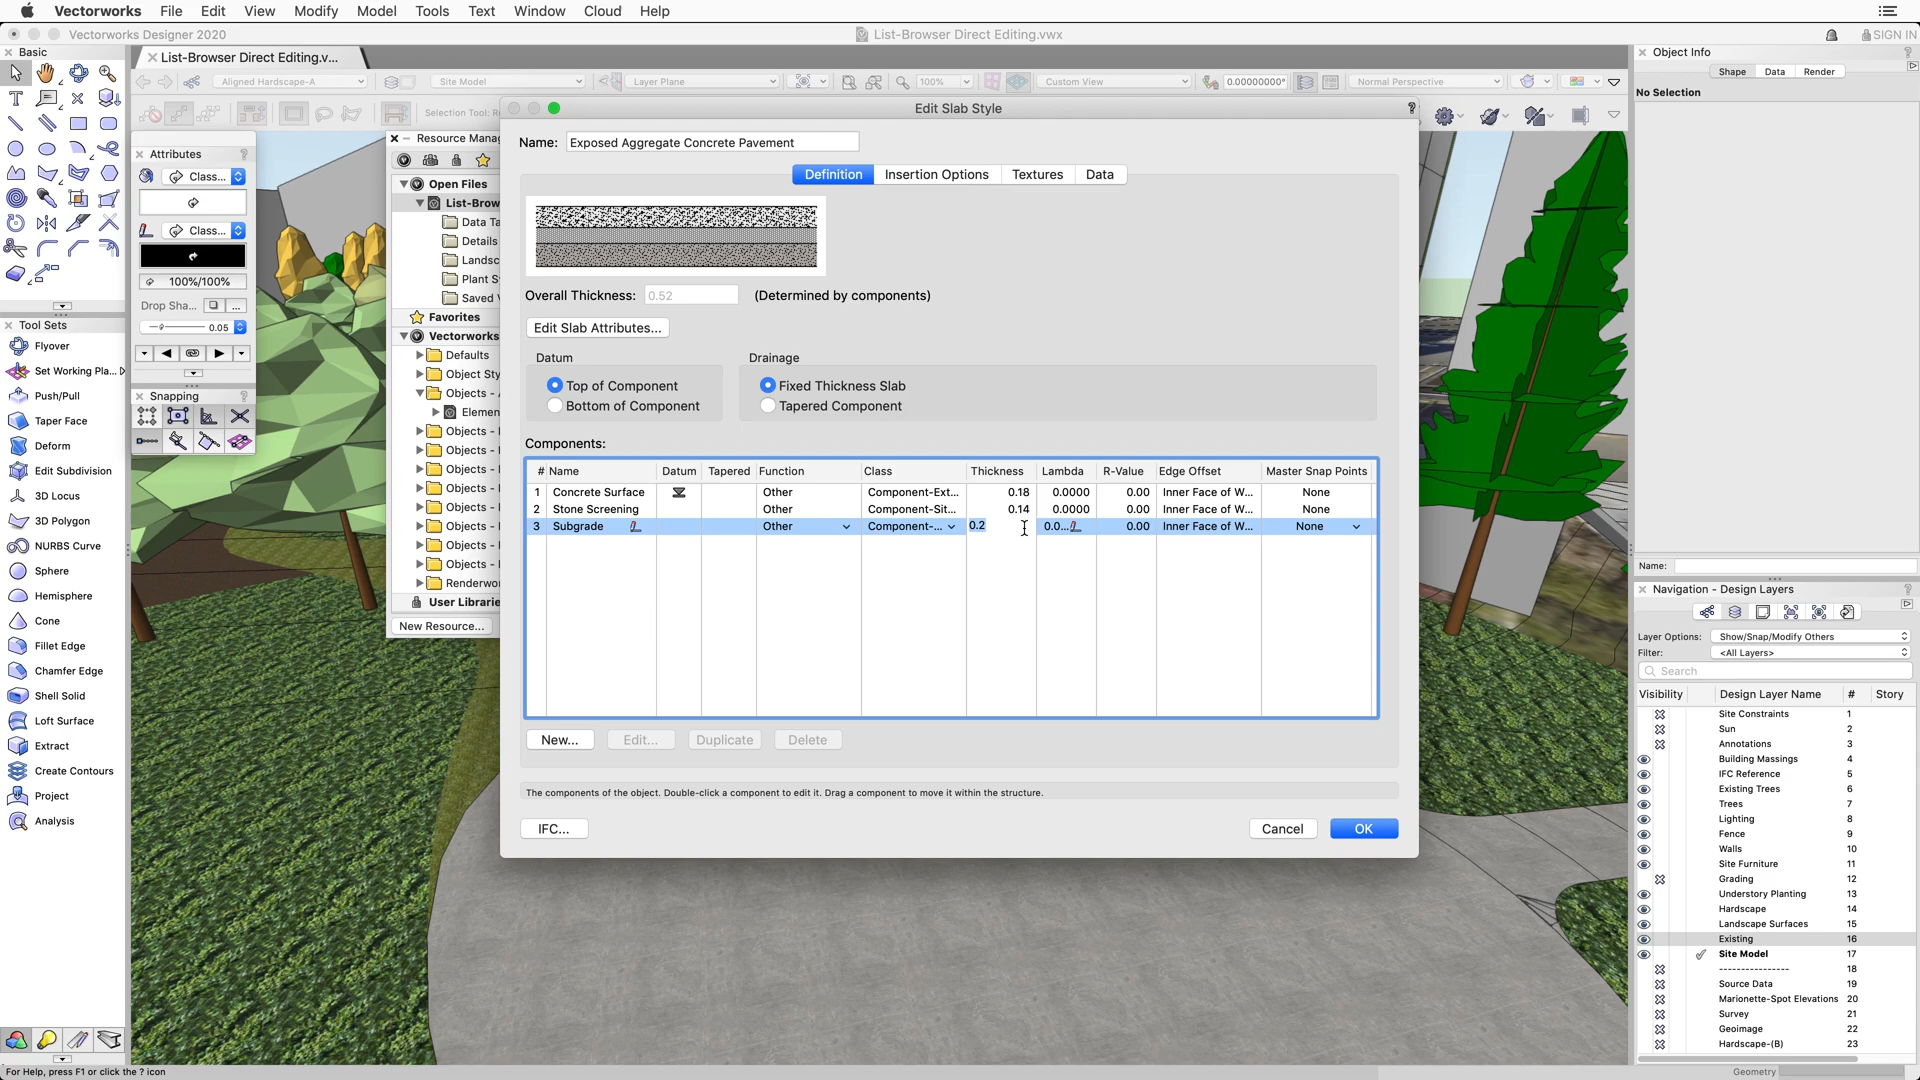 Vectorworks File Edit View Modify Model Tools Text Window Cloud Help
Vectorworks Designer 2020
List-Browser Direct Editing.vwx
SIGN IN
Basic
List-Browser Direct Editing.v...
Aligned Hardscape-A
Site Model
Layer Plane
100%
Custom View
0.00000000°
Normal Perspective
Selection Tool: R
Object Info
Shape Data Render
No Selection
Name:
Attributes
Class...
Class...
100%/100%
Drop Sha...
0.05
Snapping
Tool Sets
Flyover
Set Working Pla...
Push/Pull
Taper Face
Deform
Edit Subdivision
3D Locus
3D Polygon
NURBS Curve
Sphere
Hemisphere
Cone
Fillet Edge
Chamfer Edge
Shell Solid
Loft Surface
Extract
Create Contours
Project
Analysis
Resource Mana
Open Files
List-Brow
Data Ta
Details
Landsc
Plant S
Saved V
Favorites
Vectorworks
Defaults
Object Sty
Objects - A
Elemen
Objects -
Objects -
Objects -
Objects -
Objects -
Objects -
Objects -
Objects -
Renderwo
User Librarie
New Resource...
Edit Slab Style
Name: Exposed Aggregate Concrete Pavement
Definition Insertion Options Textures Data
Overall Thickness: 0.52 (Determined by components)
Edit Slab Attributes...
Datum
Top of Component
Bottom of Component
Drainage
Fixed Thickness Slab
Tapered Component
Components:
# Name Datum Tapered Function Class Thickness Lambda R-Value Edge Offset Master Snap Points
1 Concrete Surface Other Component-Ext... 0.18 0.0000 0.00 Inner Face of W... None
2 Stone Screening Other Component-Sit... 0.14 0.0000 0.00 Inner Face of W... None
3 Subgrade Other Component-... 0.2 0.0... 0.00 Inner Face of W... None
New... Edit... Duplicate Delete
The components of the object. Double-click a component to edit it. Drag a component to move it within the structure.
IFC... Cancel OK
Navigation - Design Layers
Layer Options: Show/Snap/Modify Others
Filter: <All Layers>
Search
Visibility Design Layer Name # Story
Site Constraints 1
Sun 2
Annotations 3
Building Massings 4
IFC Reference 5
Existing Trees 6
Trees 7
Lighting 8
Fence 9
Walls 10
Site Furniture 11
Grading 12
Understory Planting 13
Hardscape 14
Landscape Surfaces 15
Existing 16
Site Model 17
---------------- 18
Source Data 19
Marionette-Spot Elevations 20
Survey 21
Geoimage 22
Hardscape-(B) 23
For Help, press F1 or click the ? icon
Geometry